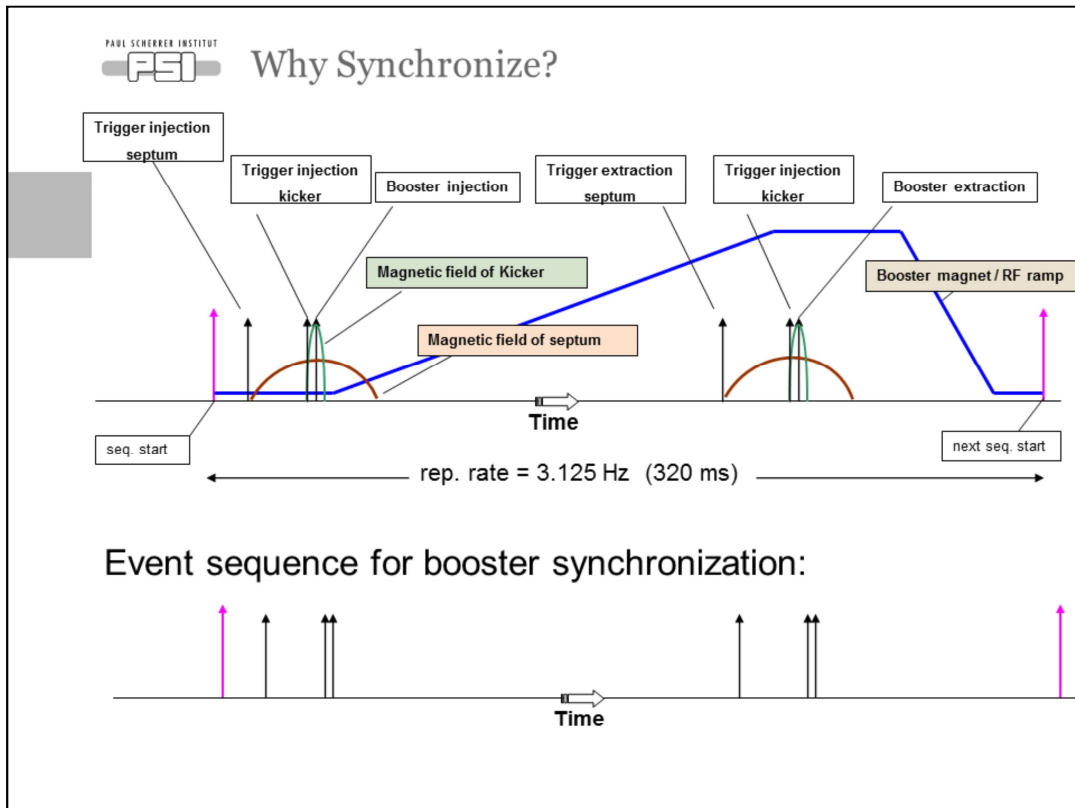 PAUL SCHERRER INSTITUT
PSI
Why Synchronize?
Trigger injection
septum
Trigger injection
kicker
Booster injection
Trigger extraction
septum
Trigger injection
kicker
Booster extraction
Magnetic field of Kicker
Booster magnet / RF ramp
Magnetic field of septum
Time
seq. start
next seq. start
rep. rate = 3.125 Hz (320 ms)
Event sequence for booster synchronization:
Time